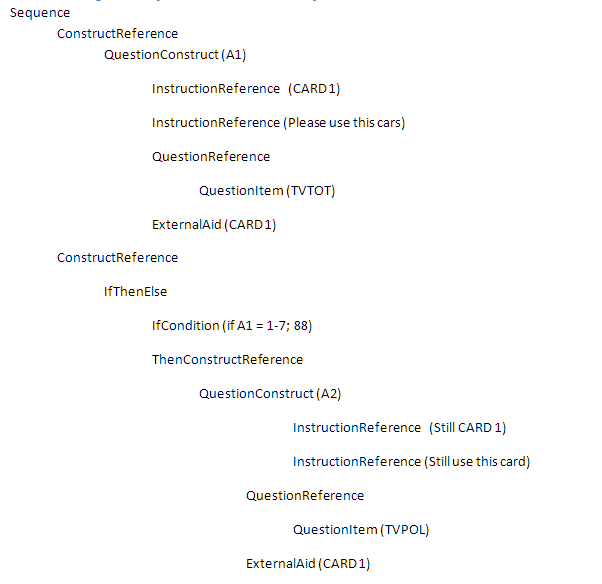 Sequence
ConstructReference
QuestionConstruct (A1)
InstructionReference (CARD 1)
InstructionReference (Please use this cars)
QuestionReference
QuestionItem (TVTOT)
ExternalAid (CARD 1)
ConstructReference
IfThenElse
IfCondition (if A1 = 1-7; 88)
ThenConstructReference
QuestionConstruct (A2)
InstructionReference (Still CARD 1)
InstructionReference (Still use this card)
QuestionReference
QuestionItem (TVPOL)
ExternalAid (CARD 1)